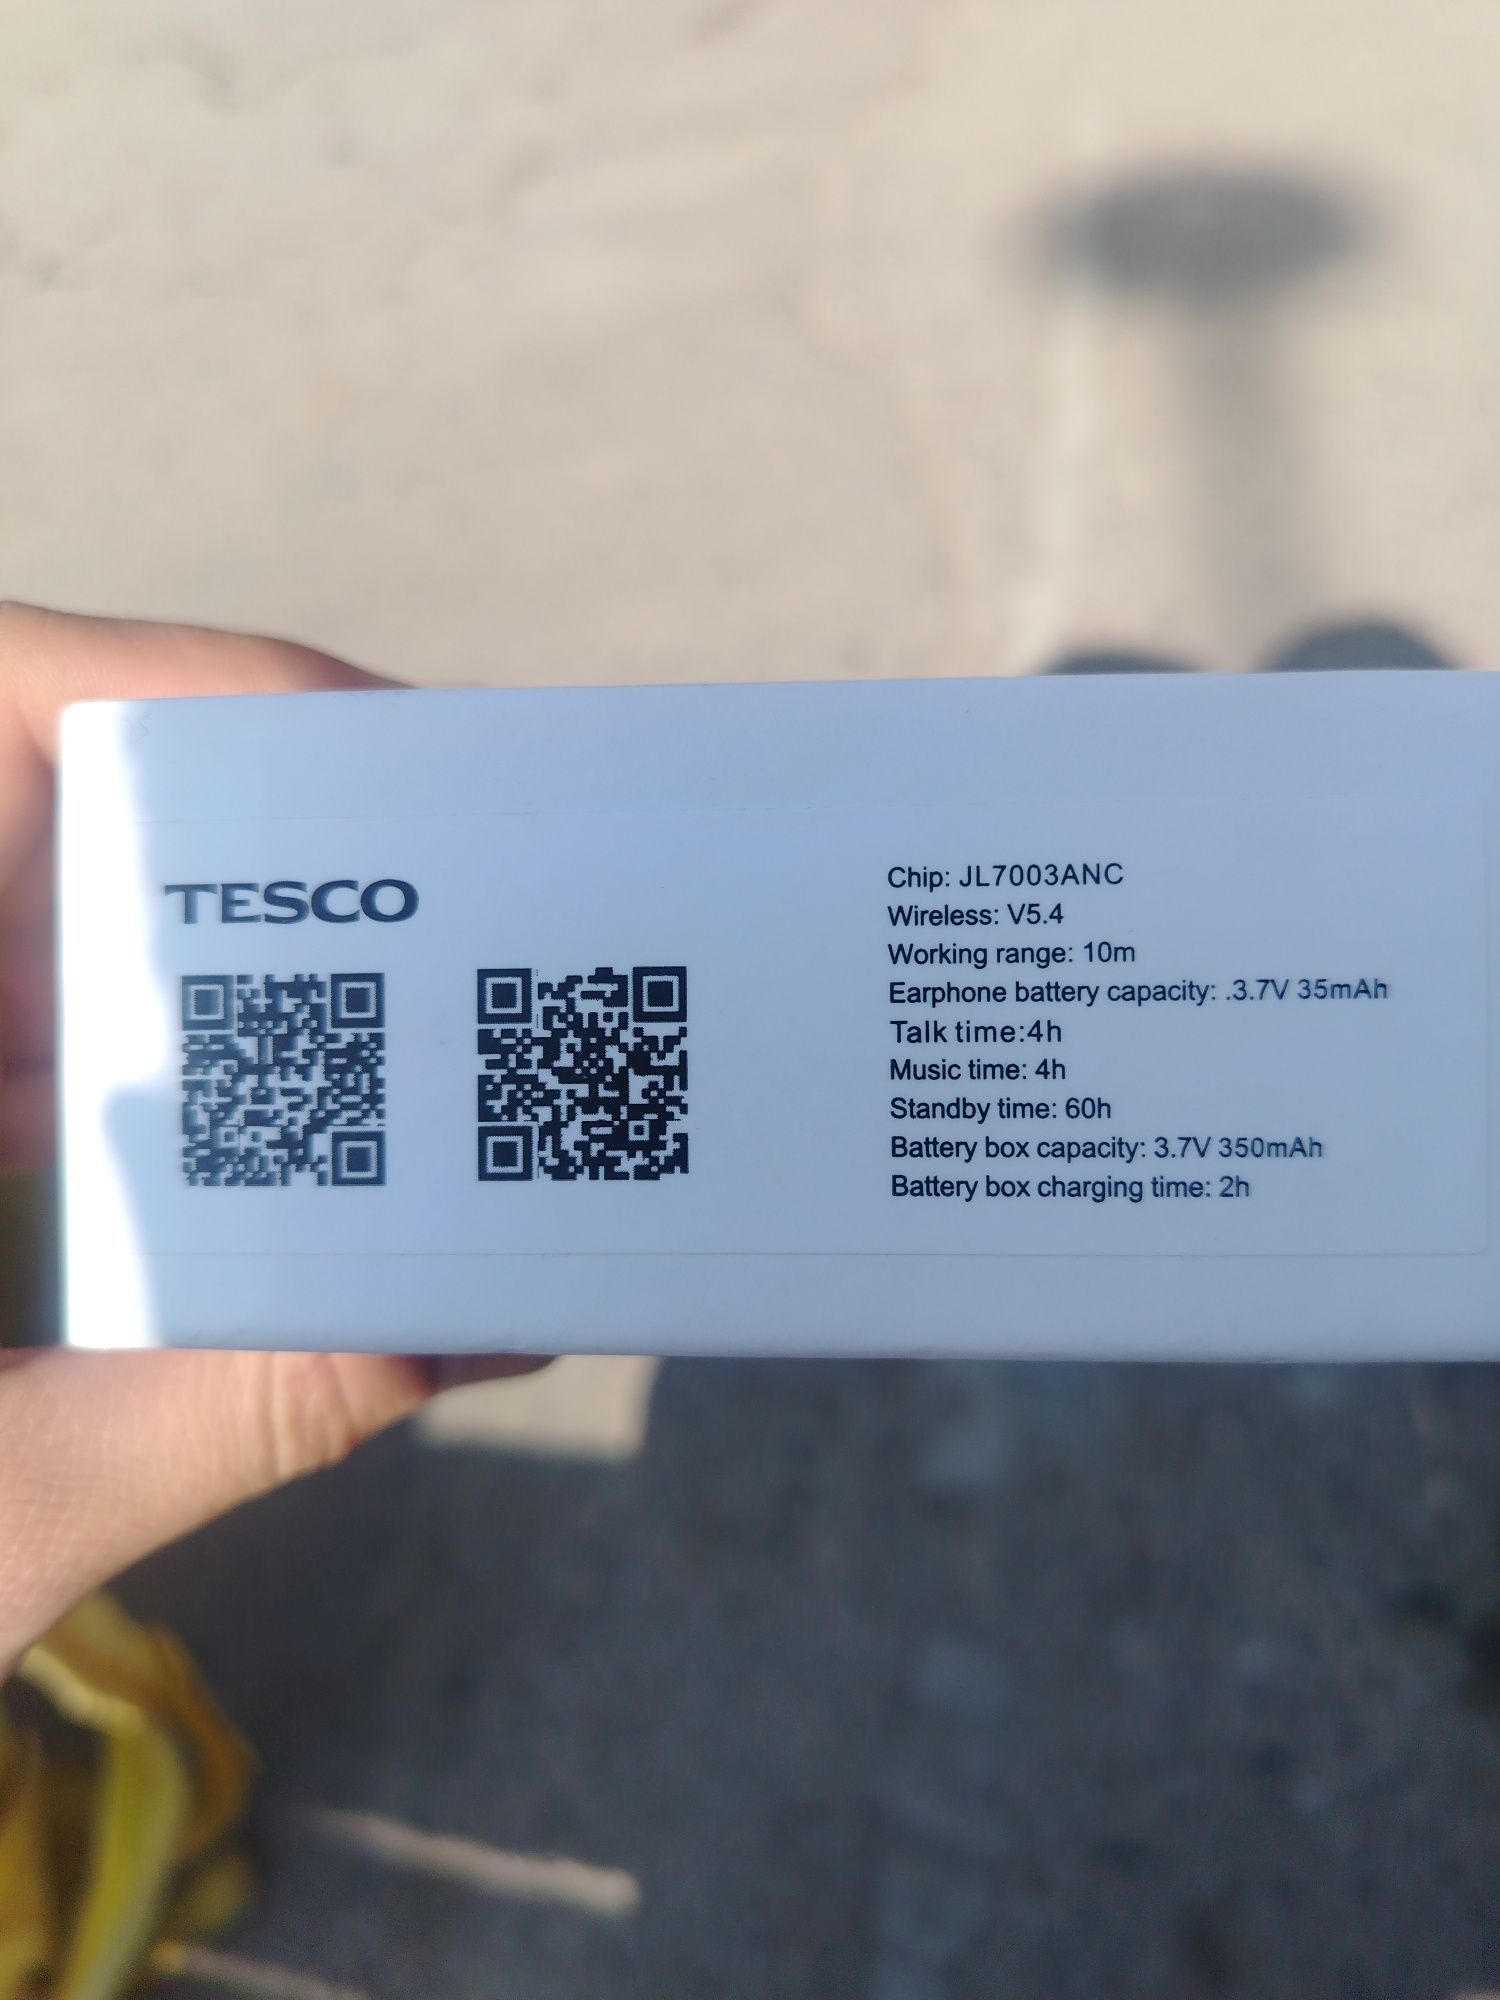 TESCO
Chip: JL7003ANC
Wireless: V5.4
Working range: 10m
Earphone battery capacity: .3.7V 35mAh
Talk time:4h
Music time: 4h
Standby time: 60h
Battery box capacity: 3.7V 350mAh
Battery box charging time: 2h